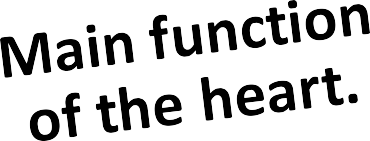 Main function
of the heart.